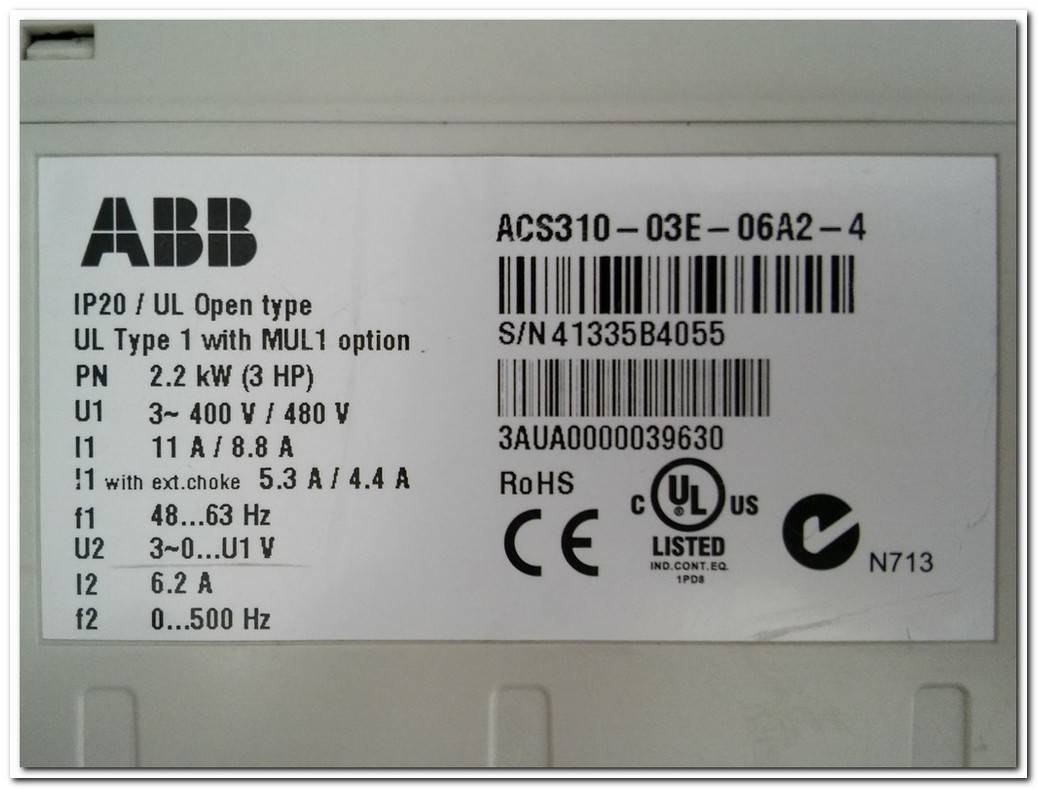 ABB
IP20 / UL Open type
UL Type 1 with MUL1 option
PN 2.2 kW (3 HP)
U1 3~ 400 V / 480 V
I1 11 A / 8.8 A
I1 with ext.choke 5.3 A / 4.4 A
f1 48...63 Hz
U2 3~0...U1 V
I2 6.2 A
f2 0...500 Hz
ACS310-03E-06A2-4
S/N 41335B4055
3AUA0000039630
RoHS
CE
C UL ® US
LISTED
IND.CONT.EQ.
1PD8
N713